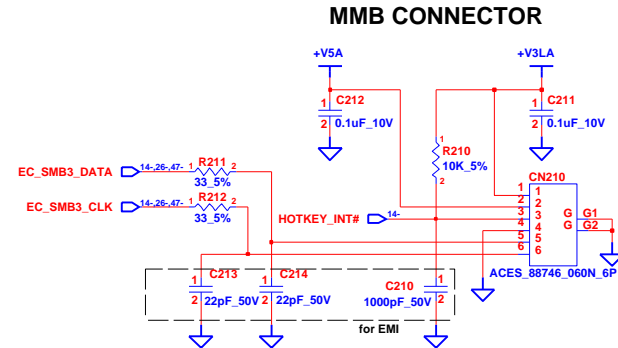 MMB CONNECTOR
+V5A
+V3LA
1 C212
2 0.1uF_10V
1 C211
2 0.1uF_10V
1
R210
10K_5%
2
CN210
EC_SMB3_DATA 14-,26-,47- 1 R211 2
33_5%
EC_SMB3_CLK 14-,26-,47- 1 R212 2
33_5%
HOTKEY_INT# 14-
1 1
2 2
3 3 G G1
4 4 G G2
5 5
6 6
ACES_88746_060N_6P
1 C213
2 22pF_50V
1 C214
2 22pF_50V
1 C210
2 1000pF_50V
for EMI